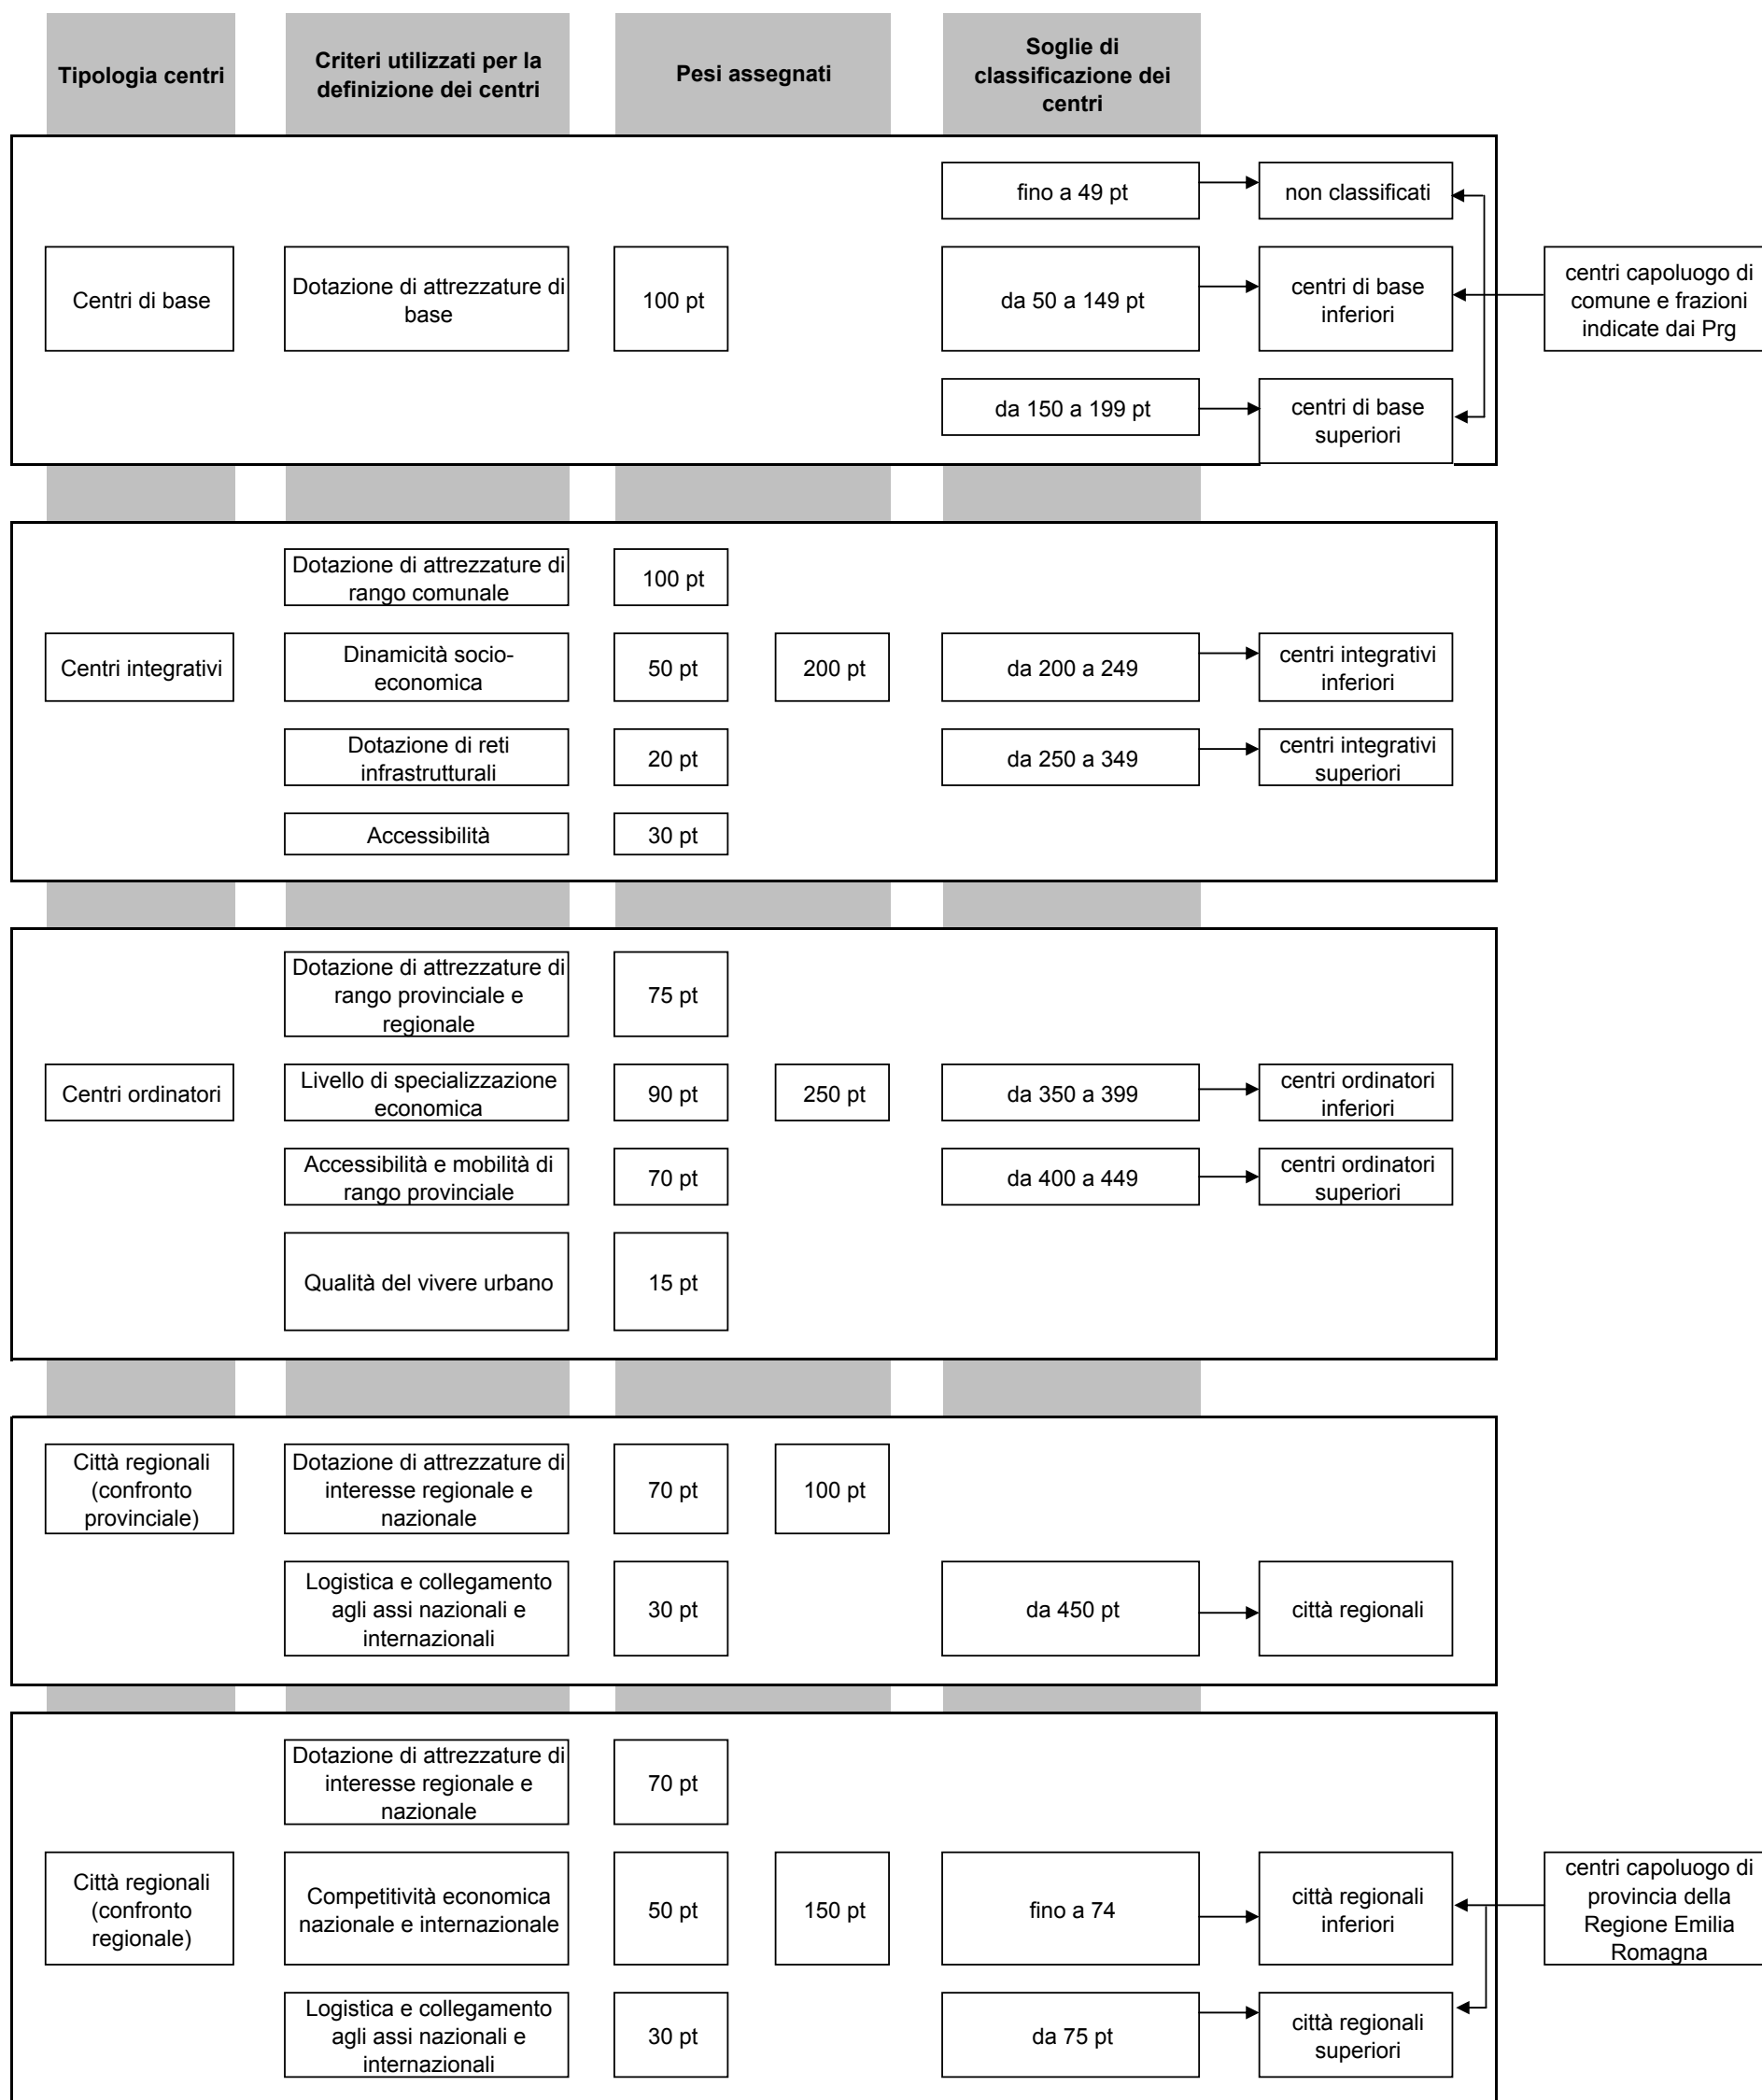 Tipologia centri
Criteri utilizzati per la
definizione dei centri
Pesi assegnati
Soglie di
classificazione dei
centri
fino a 49 pt
non classificati
Centri di base
Dotazione di attrezzature di
base
100 pt
da 50 a 149 pt
centri di base
inferiori
centri capoluogo di
comune e frazioni
indicate dai Prg
da 150 a 199 pt
centri di base
superiori
Dotazione di attrezzature di
rango comunale
100 pt
Centri integrativi
Dinamicità socio-
economica
50 pt
200 pt
da 200 a 249
centri integrativi
inferiori
Dotazione di reti
infrastrutturali
20 pt
da 250 a 349
centri integrativi
superiori
Accessibilità
30 pt
Dotazione di attrezzature di
rango provinciale e
regionale
75 pt
Centri ordinatori
Livello di specializzazione
economica
90 pt
250 pt
da 350 a 399
centri ordinatori
inferiori
Accessibilità e mobilità di
rango provinciale
70 pt
da 400 a 449
centri ordinatori
superiori
Qualità del vivere urbano
15 pt
Città regionali
(confronto
provinciale)
Dotazione di attrezzature di
interesse regionale e
nazionale
70 pt
100 pt
Logistica e collegamento
agli assi nazionali e
internazionali
30 pt
da 450 pt
città regionali
Dotazione di attrezzature di
interesse regionale e
nazionale
70 pt
Città regionali
(confronto
regionale)
Competitività economica
nazionale e internazionale
50 pt
150 pt
fino a 74
città regionali
inferiori
centri capoluogo di
provincia della
Regione Emilia
Romagna
Logistica e collegamento
agli assi nazionali e
internazionali
30 pt
da 75 pt
città regionali
superiori